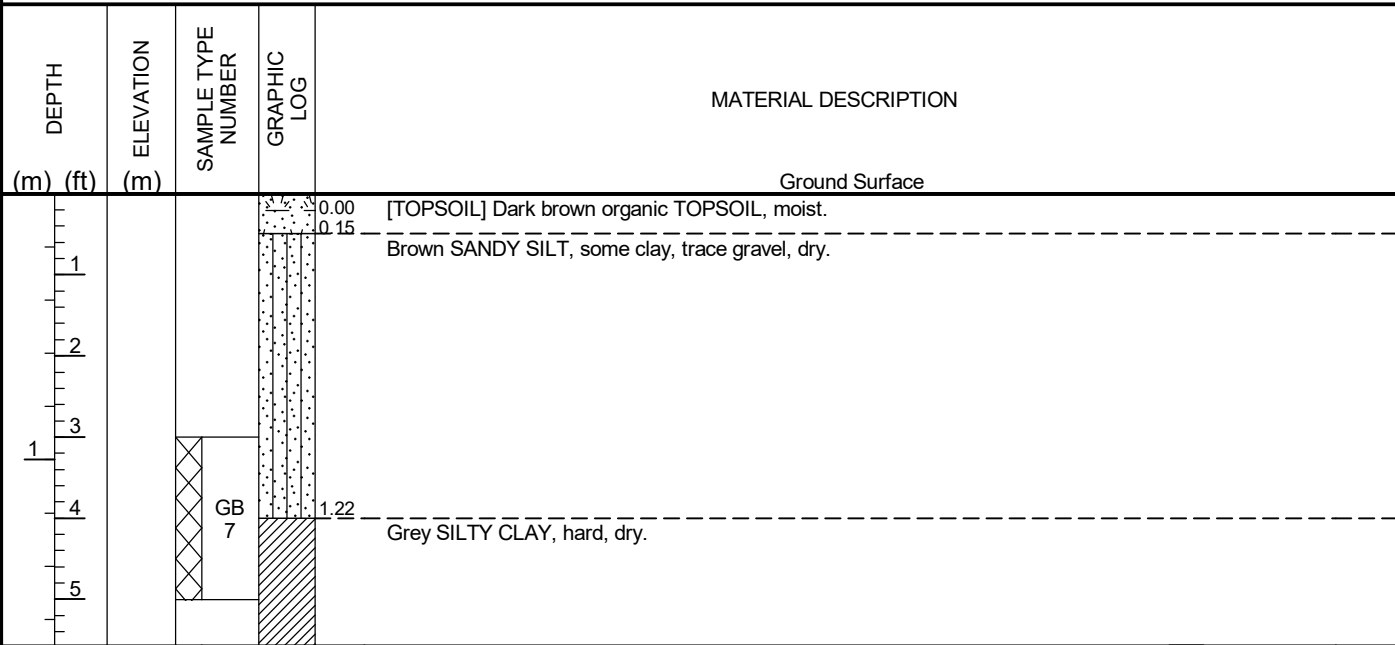 DEPTH
(m) (ft)
ELEVATION
(m)
SAMPLE TYPE
NUMBER
GRAPHIC
LOG
MATERIAL DESCRIPTION
Ground Surface
0.00 [TOPSOIL] Dark brown organic TOPSOIL, moist.
0.15
Brown SANDY SILT, some clay, trace gravel, dry.
1
2
3
1
4
GB
7
1.22
Grey SILTY CLAY, hard, dry.
5